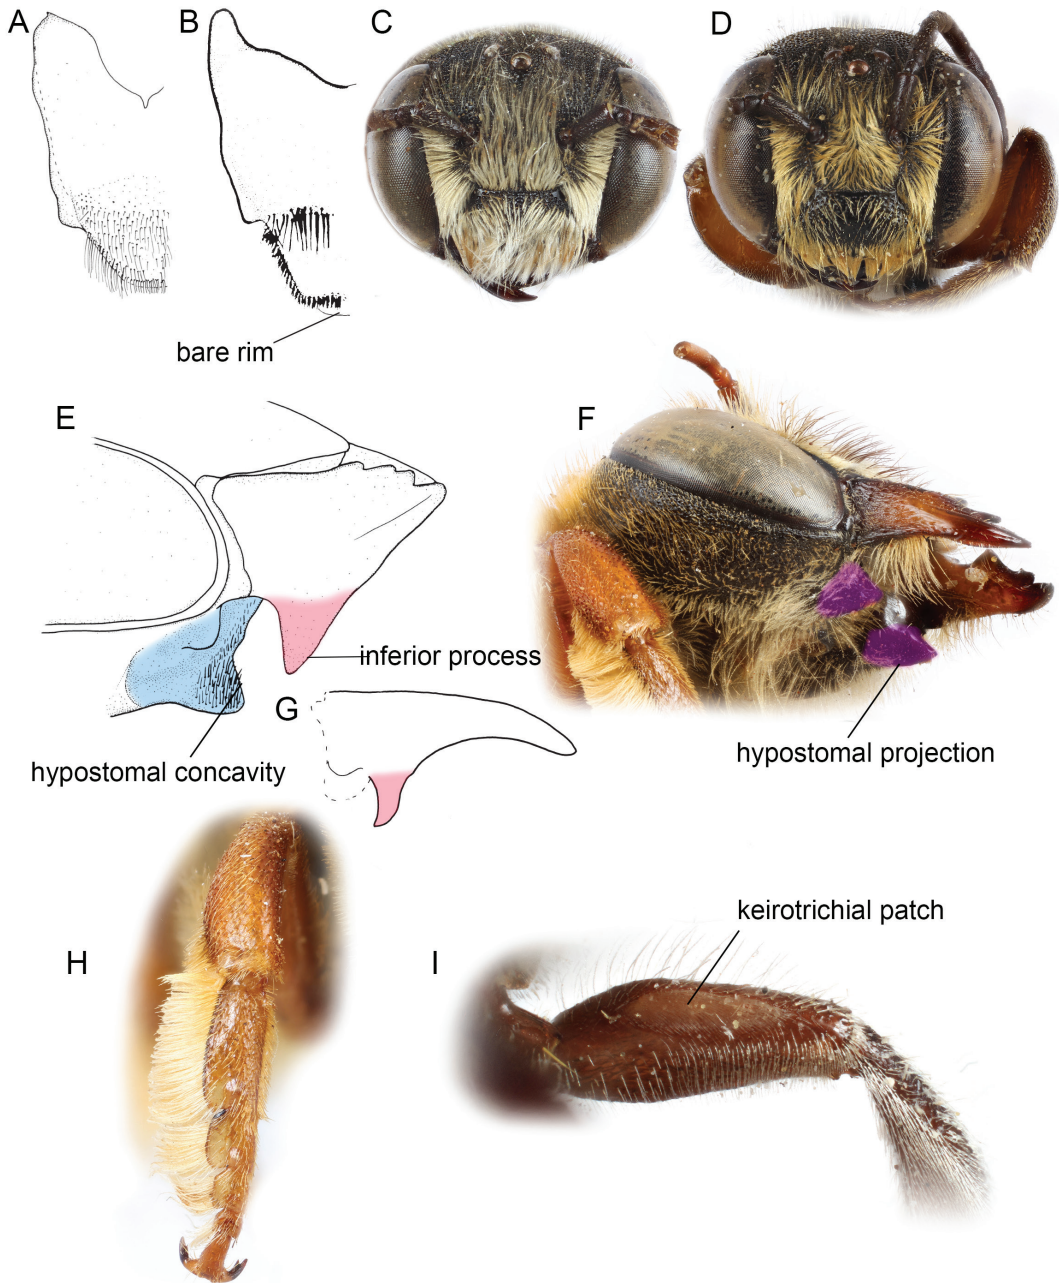 A
B
C
D
bare rim
E
F
inferior process
G
hypostomal concavity
hypostomal projection
keirotrichial patch
H
I